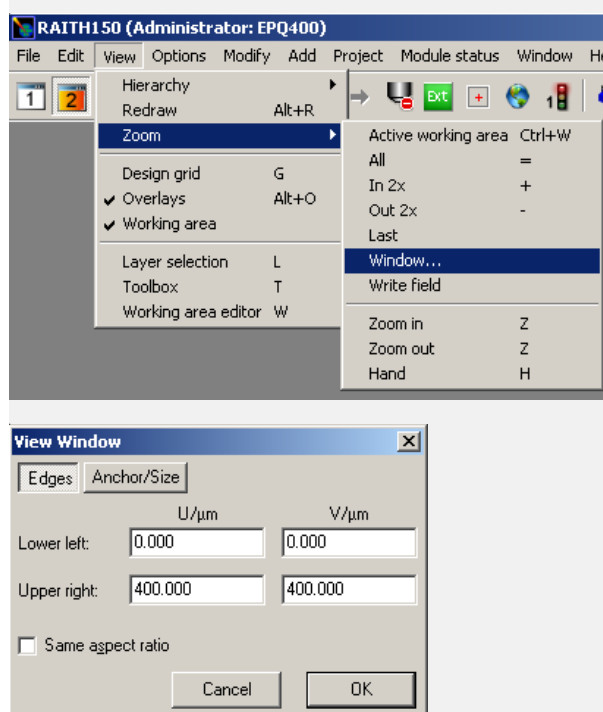 RAITH150 (Administrator: EPQ400)
File Edit View Options Modify Add Project Module status Window
1 2 Ext 1
Hierarchy
Redraw Alt+R
Zoom
Design grid G
Overlays Alt+O
Working area
Layer selection L
Toolbox T
Working area editor W
Active working area Ctrl+W
All =
In 2x +
Out 2x -
Last
Window...
Write field
Zoom in Z
Zoom out Z
Hand H
View Window
Edges Anchor/Size
U/µm V/µm
Lower left: 0.000 0.000
Upper right: 400.000 400.000
Same aspect ratio
Cancel OK